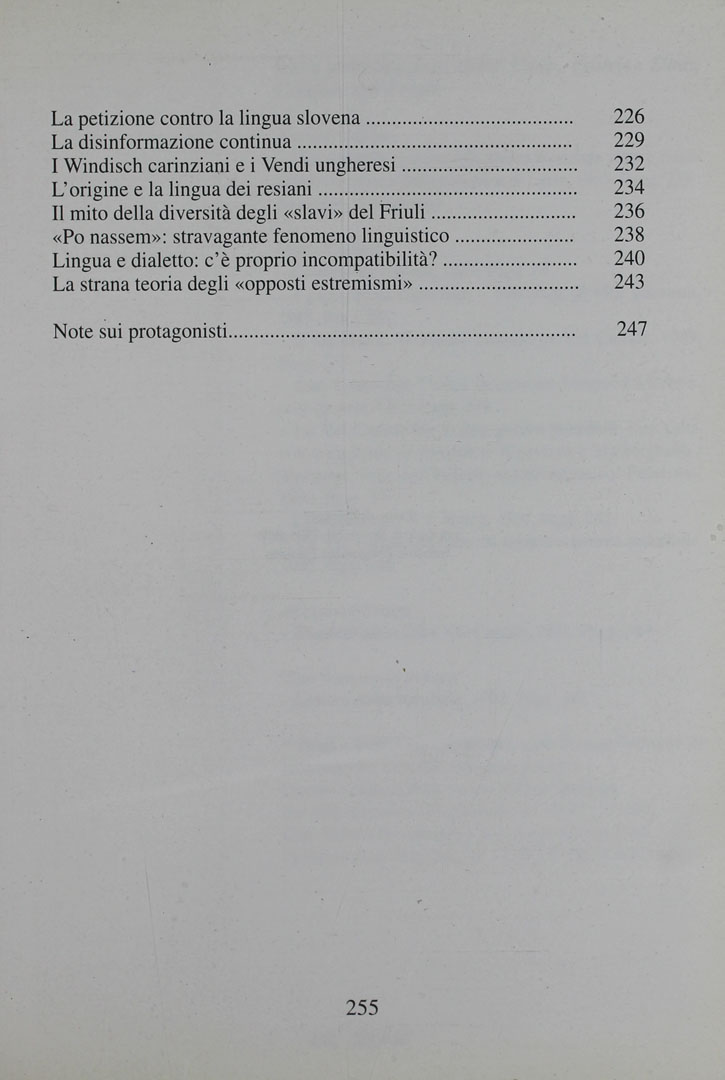 La petizione contro la lingua slovena ........................................ 226
La disinformazione continua ..................................................... 229
I Windisch carinziani e i Vendi ungheresi .................................. 232
L'origine e la lingua dei resiani .................................................. 234
Il mito della diversità degli «slavi» del Friuli ............................ 236
«Po nassem»: stravagante fenomeno linguistico ....................... 238
Lingua e dialetto: c'è proprio incompatibilità? .......................... 240
La strana teoria degli «opposti estremismi» ............................... 243
Note sui protagonisti................................................................... 247
255